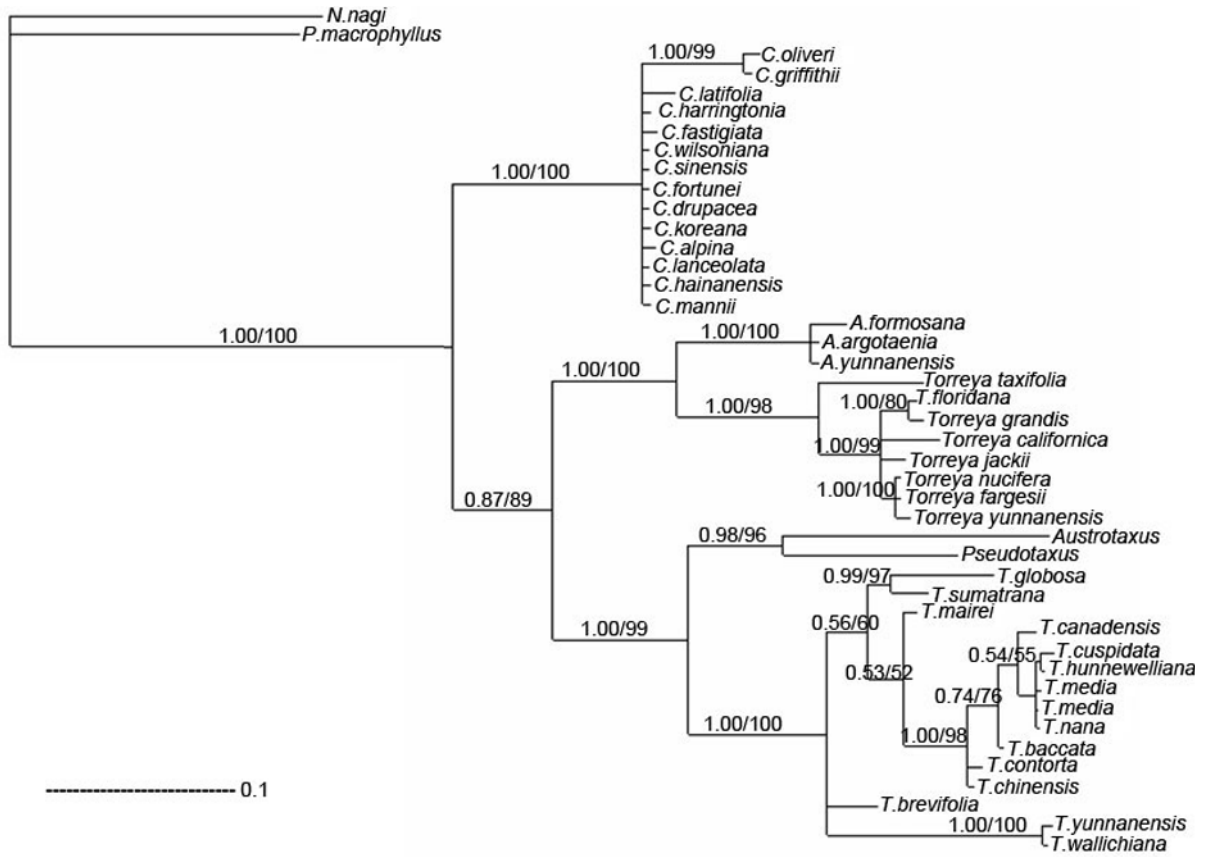 N.nagi
P.macrophyllus
1.00/99
C.oliveri
C.griffithii
C.latifolia
C.harringtonia
C.fastigiata
C.wilsoniana
1.00/100
C.sinensis
C.fortunei
C.drupacea
C.koreana
C.alpina
C.lanceolata
C.hainanensis
C.mannii
1.00/100
1.00/100
A.formosana
A.argotaenia
A.yunnanensis
1.00/100
Torreya taxifolia
1.00/80
T.floridana
1.00/98
Torreya grandis
1.00/99
Torreya californica
Torreya jackii
Torreya nucifera
1.00/100
Torreya fargesii
0.87/89
Torreya yunnanensis
0.98/96
Austrotaxus
Pseudotaxus
0.99/97
T.globosa
T.sumatrana
T.mairei
0.56/60
1.00/99
T.canadensis
0.54/55
T.cuspidata
0.53/52
T.hunnewelliana
T.media
0.74/76
T.media
1.00/100
T.nana
1.00/98
T.baccata
T.contorta
T.chinensis
0.1
T.brevifolia
1.00/100
T.yunnanensis
T.wallichiana